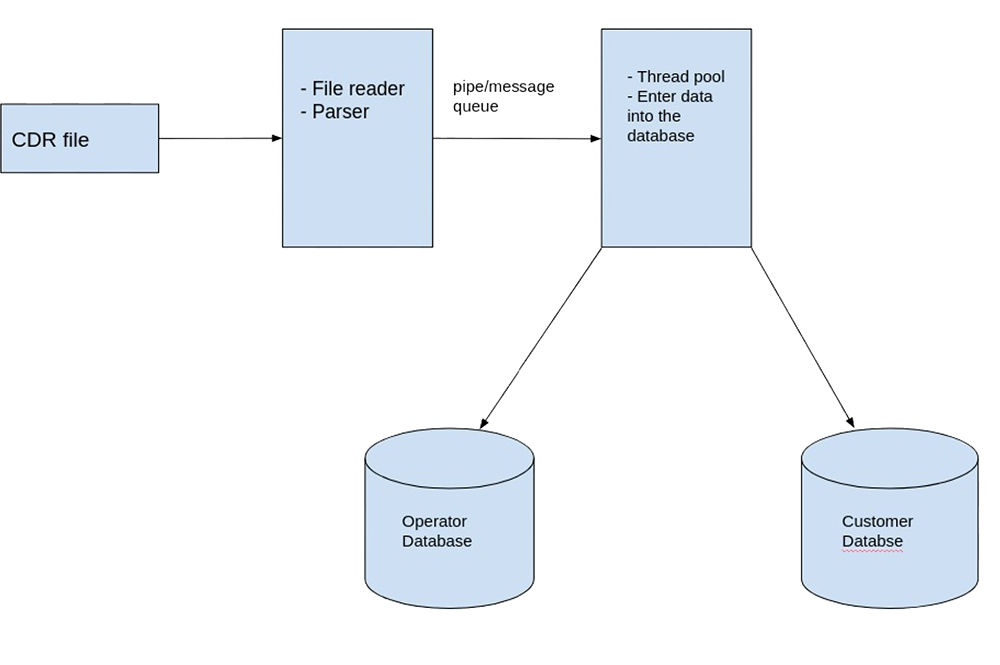 CDR file
- File reader
- Parser
pipe/message
queue
- Thread pool
- Enter data
into the
database
Operator
Database
Customer
Databse